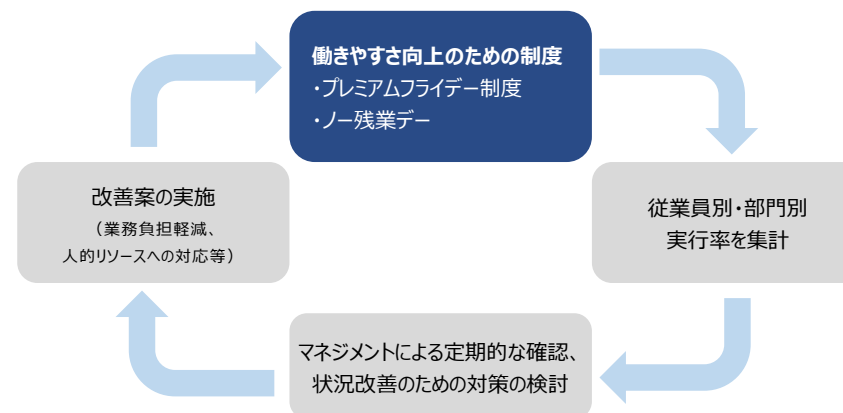 働きやすさ向上のための制度
・プレミアムフライデー制度
・ノー残業デー
従業員別・部門別
実行率を集計
マネジメントによる定期的な確認、
状況改善のための対策の検討
改善案の実施
（業務負担軽減、
人的リソースへの対応等）